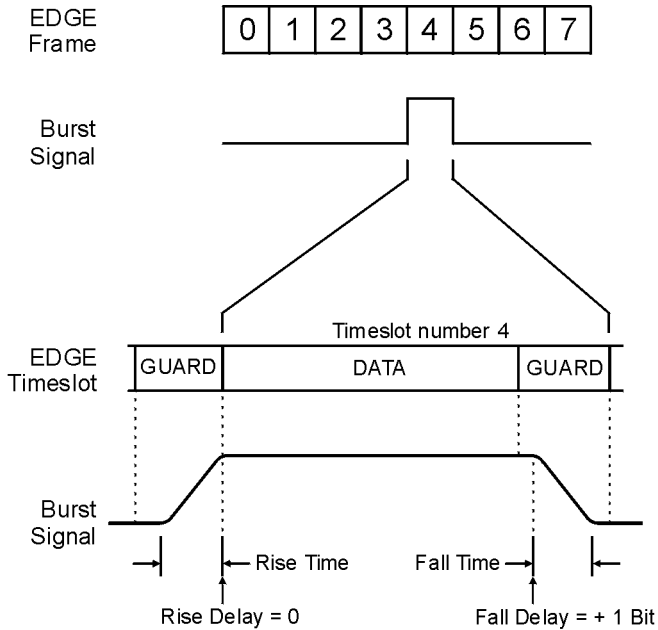 EDGE
Frame
0 1 2 3 4 5 6 7
Burst
Signal
Timeslot number 4
EDGE
Timeslot
GUARD DATA GUARD
Burst
Signal
Rise Time
Fall Time
Rise Delay = 0
Fall Delay = + 1 Bit